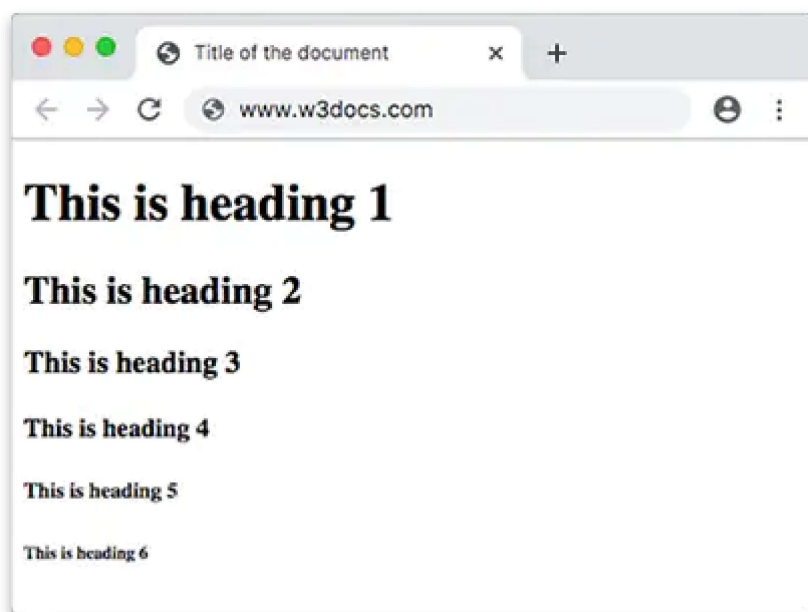 Title of the document
www.w3docs.com
This is heading 1
This is heading 2
This is heading 3
This is heading 4
This is heading 5
This is heading 6